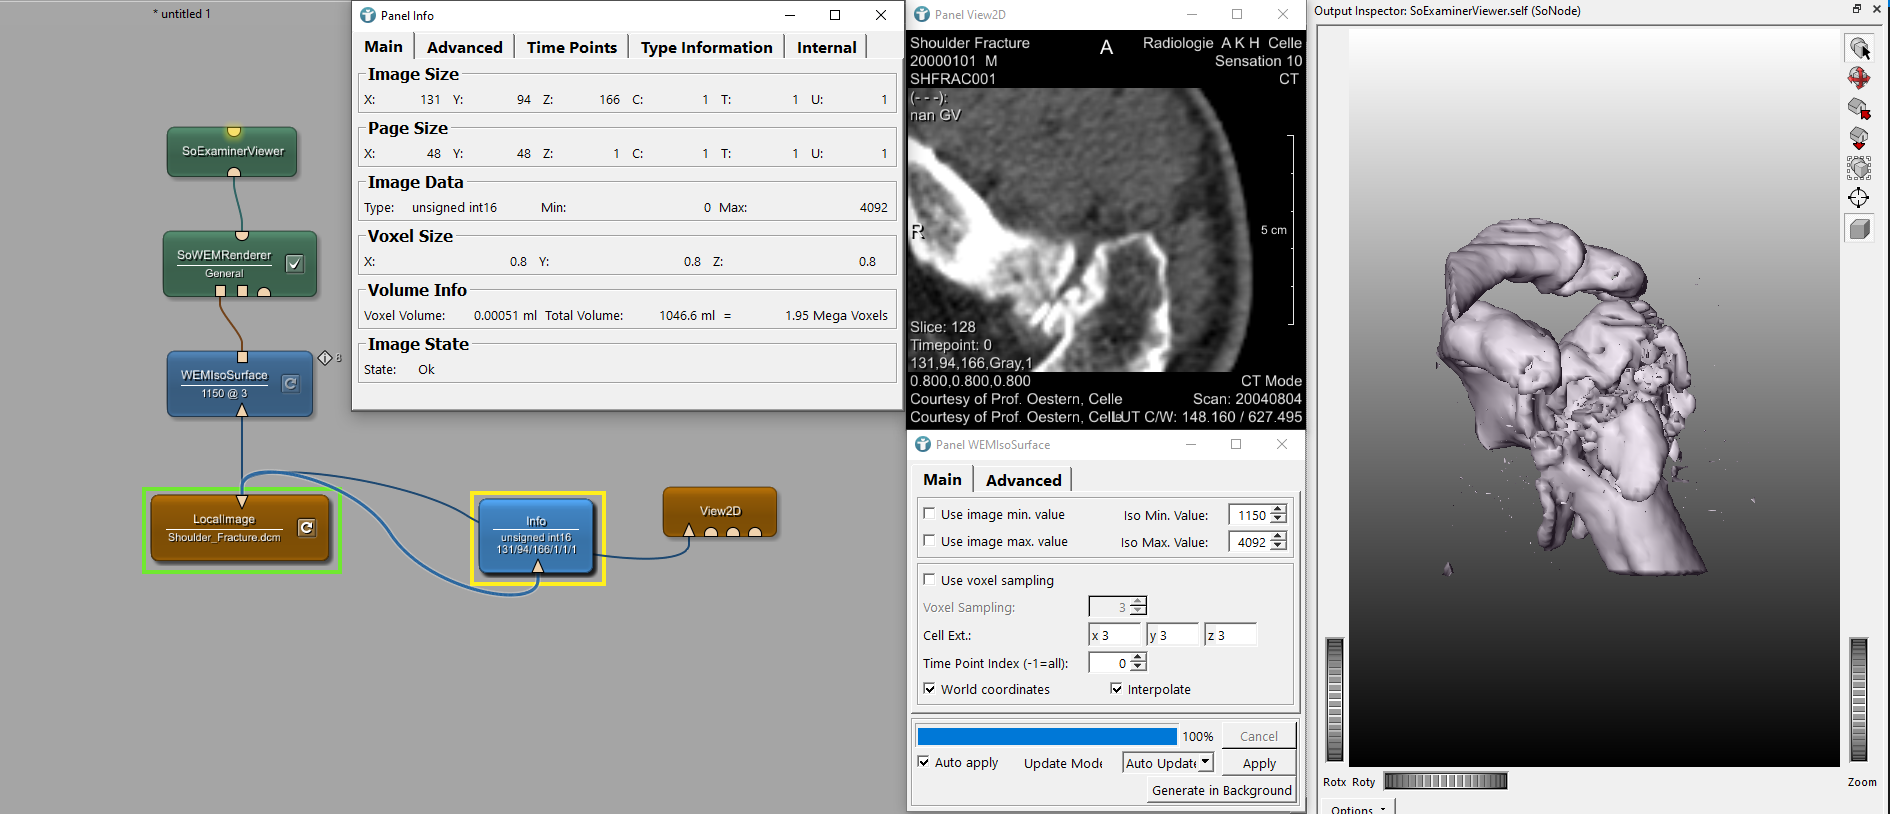 * untitled 1
SoExaminerViewer
SoWEMRenderer
General
WEMIsoSurface
1150 @ 3
8
LocalImage
Shoulder_Fracture.dcm
Info
unsigned int16
131/94/166/1/1/1
View2D
Panel Info
Main Advanced Time Points Type Information Internal
Image Size
X: 131 Y: 94 Z: 166 C: 1 T: 1 U: 1
Page Size
X: 48 Y: 48 Z: 1 C: 1 T: 1 U: 1
Image Data
Type: unsigned int16 Min: 0 Max: 4092
Voxel Size
X: 0.8 Y: 0.8 Z: 0.8
Volume Info
Voxel Volume: 0.00051 ml Total Volume: 1046.6 ml = 1.95 Mega Voxels
Image State
State: Ok
Panel View2D
Shoulder Fracture A Radiologie A K H Celle
20000101 M Sensation 10
SHFRAC001 CT
(- - -):
nan GV
R
5 cm
Slice: 128
Timepoint: 0
131,94,166,Gray,1
0.800,0.800,0.800 CT Mode
Courtesy of Prof. Oestern, Celle Scan: 20040804
Courtesy of Prof. Oestern, Celle LUT C/W: 148.160 / 627.495
Panel WEMIsoSurface
Main Advanced
Use image min. value Iso Min. Value: 1150
Use image max. value Iso Max. Value: 4092
Use voxel sampling
Voxel Sampling: 3
Cell Ext.: x 3 y 3 z 3
Time Point Index (-1=all): 0
World coordinates Interpolate
100% Cancel
Auto apply Update Mode Auto Update Apply
Generate in Background
Output Inspector: SoExaminerViewer.self (SoNode)
Rotx Roty Zoom
Options